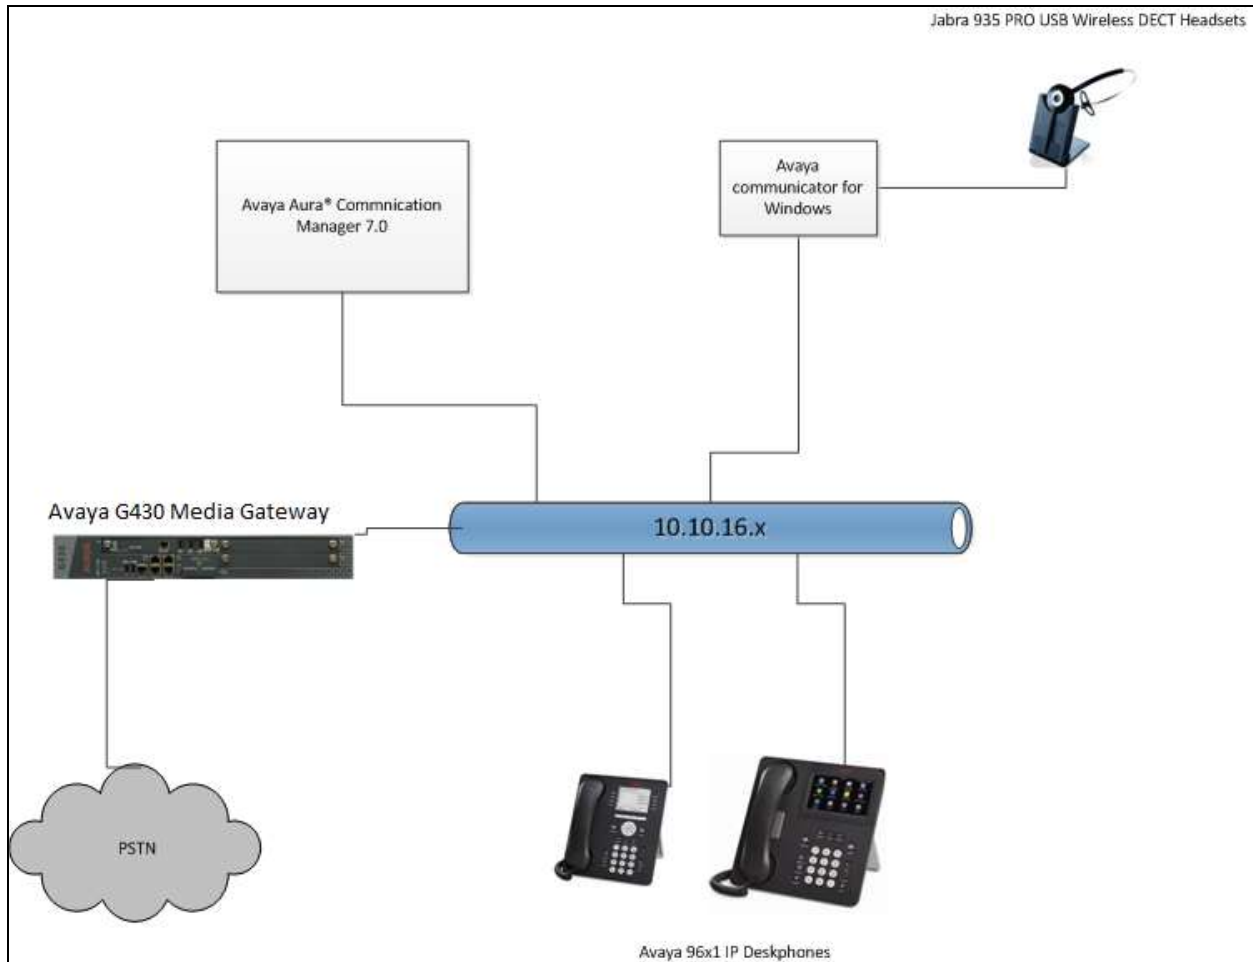 Jabra 935 PRO USB Wireless DECT Headsets
Avaya Aura® Commnication
Manager 7.0
Avaya
communicator for
Windows
Avaya G430 Media Gateway
G430
10.10.16.x
PSTN
Avaya 96x1 IP Deskphones